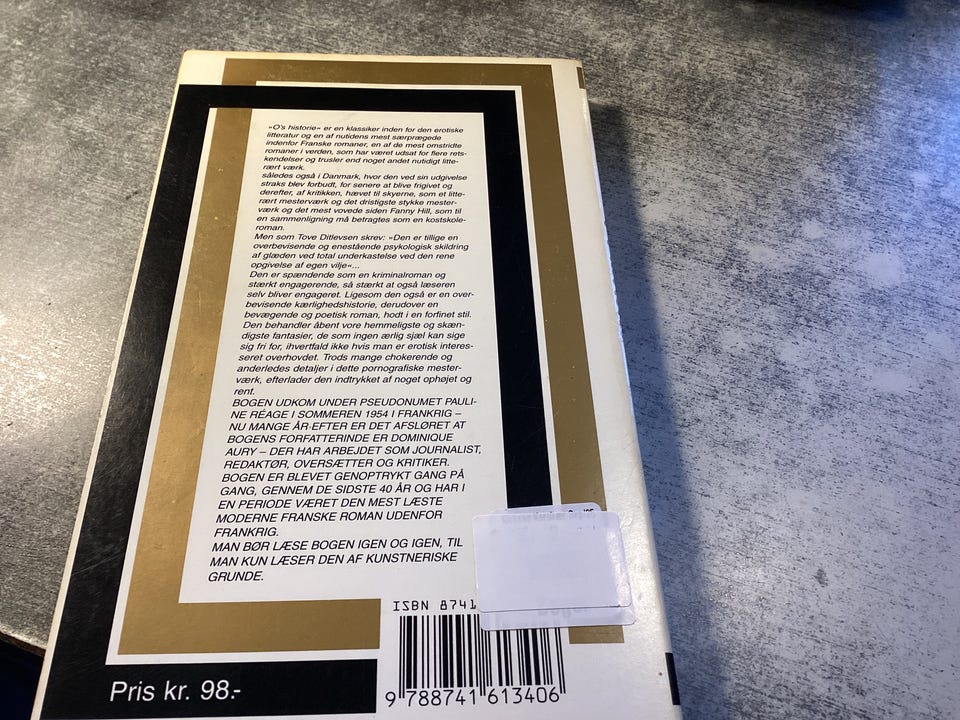 »O's historie« er en klassiker inden for den erotiske
litteratur og en af nutidens mest særprægede
indenfor Franske romaner, en af de mest omstridte
romaner i verden, som har været udsat for flere rets-
kendelser og trusler end noget andet nutidigt litte-
rært værk.
således også i Danmark, hvor den ved sin udgivelse
straks blev forbudt, for senere at blive frigivet og
derefter, af kritikken, hævet til skyerne, som et litte-
rært mesterværk og det dristigste stykke mester-
værk og det mest vovede siden Fanny Hill, som til
en sammenligning må betragtes som en kostskole-
roman.
Men som Tove Ditlevsen skrev: »Den er tillige en
overbevisende og enestående psykologisk skildring
af glæden ved total underkastelse ved den rene
opgivelse af egen vilje«...
Den er spændende som en kriminalroman og
stærkt engagerende, så stærkt at også læseren
selv bliver engageret. Ligesom den også er en over-
bevisende kærlighedshistorie, derudover en
bevægende og poetisk roman, hodt i en forfinet stil.
Den behandler åbent vore hemmeligste og skæn-
digste fantasier, de som ingen ærlig sjæl kan sige
sig fri for, ihvertfald ikke hvis man er erotisk interes-
seret overhovdet. Trods mange chokerende og
anderledes detaljer i dette pornografiske mester-
værk, efterlader den indtrykket af noget ophøjet og
rent.
BOGEN UDKOM UNDER PSEUDONUMET PAULI-
NE RÉAGE I SOMMEREN 1954 I FRANKRIG –
NU MANGE ÅR EFTER ER DET AFSLØRET AT
BOGENS FORFATTERINDE ER DOMINIQUE
AURY – DER HAR ARBEJDET SOM JOURNALIST,
REDAKTØR, OVERSÆTTER OG KRITIKER.
BOGEN ER BLEVET GENOPTRYKT GANG PÅ
GANG, GENNEM DE SIDSTE 40 ÅR OG HAR I
EN PERIODE VÆRET DEN MEST LÆSTE
MODERNE FRANSKE ROMAN UDENFOR
FRANKRIG.
MAN BØR LÆSE BOGEN IGEN OG IGEN, TIL
MAN KUN LÆSER DEN AF KUNSTNERISKE
GRUNDE.
ISBN 8741
Pris kr. 98.-
9 788741 613406